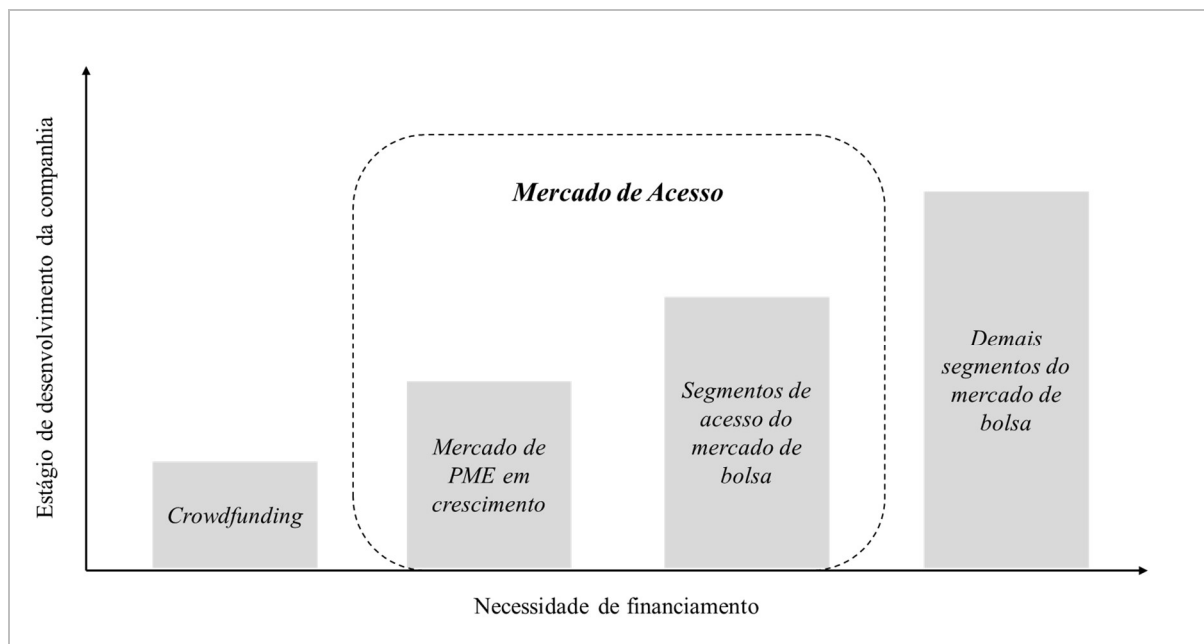 Estágio de desenvolvimento da companhia
Mercado de Acesso
Crowdfunding
Mercado de
PME em
crescimento
Segmentos de
acesso do
mercado de
bolsa
Demais
segmentos do
mercado de
bolsa
Necessidade de financiamento